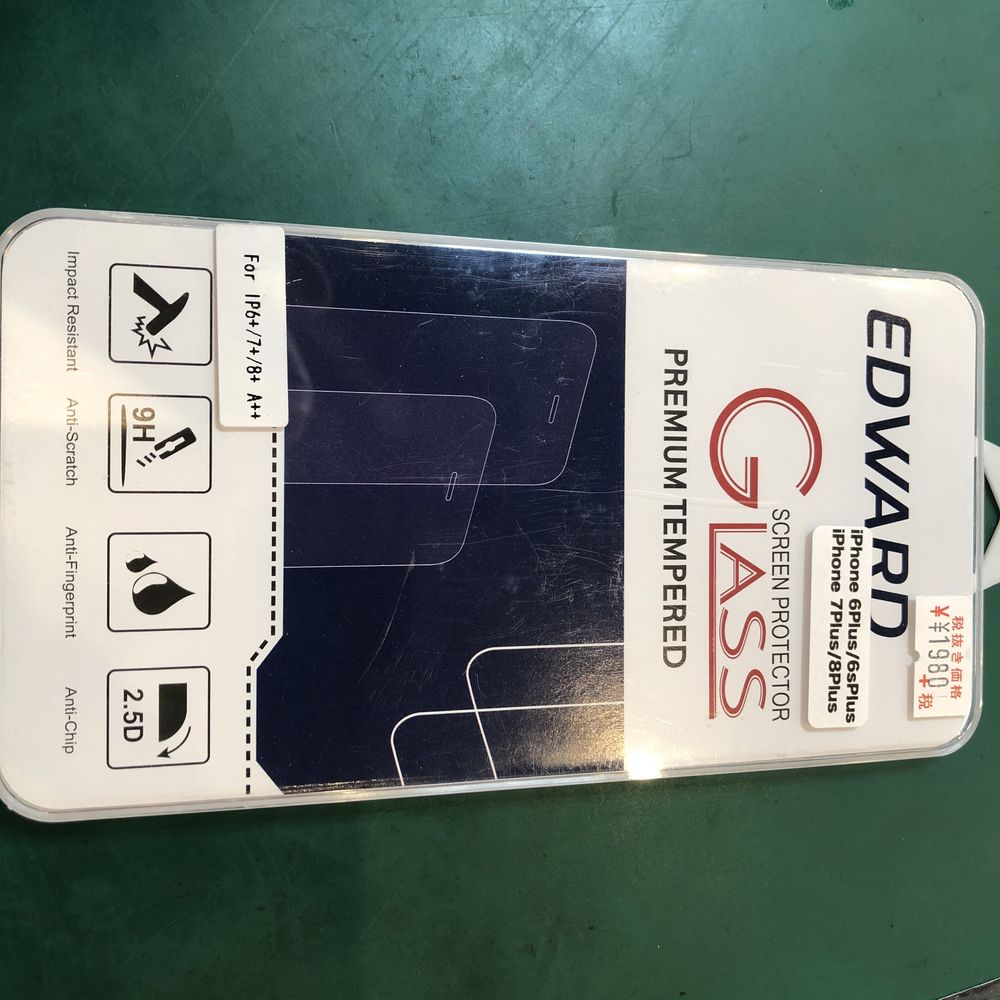 EDWARD
税抜き価格
¥¥1980+税
iPhone 6Plus/6sPlus
iPhone 7Plus/8Plus
GLASS
SCREEN PROTECTOR
PREMIUM TEMPERED
For IP6+/7+/8+ A++
9H
2.5D
Impact Resistant
Anti-Scratch
Anti-Fingerprint
Anti-Chip